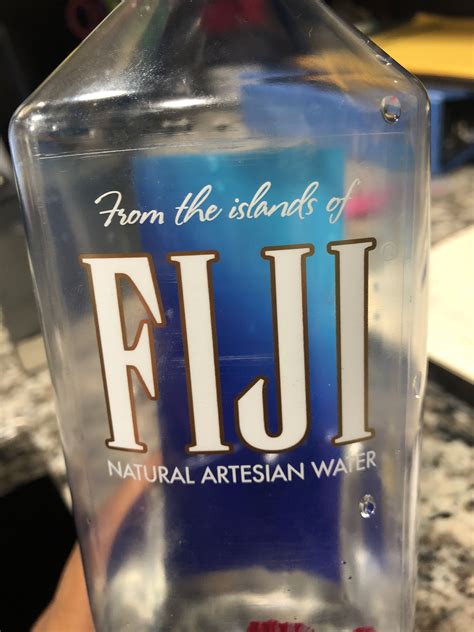 From the islands of
FIJI
NATURAL ARTESIAN WATER